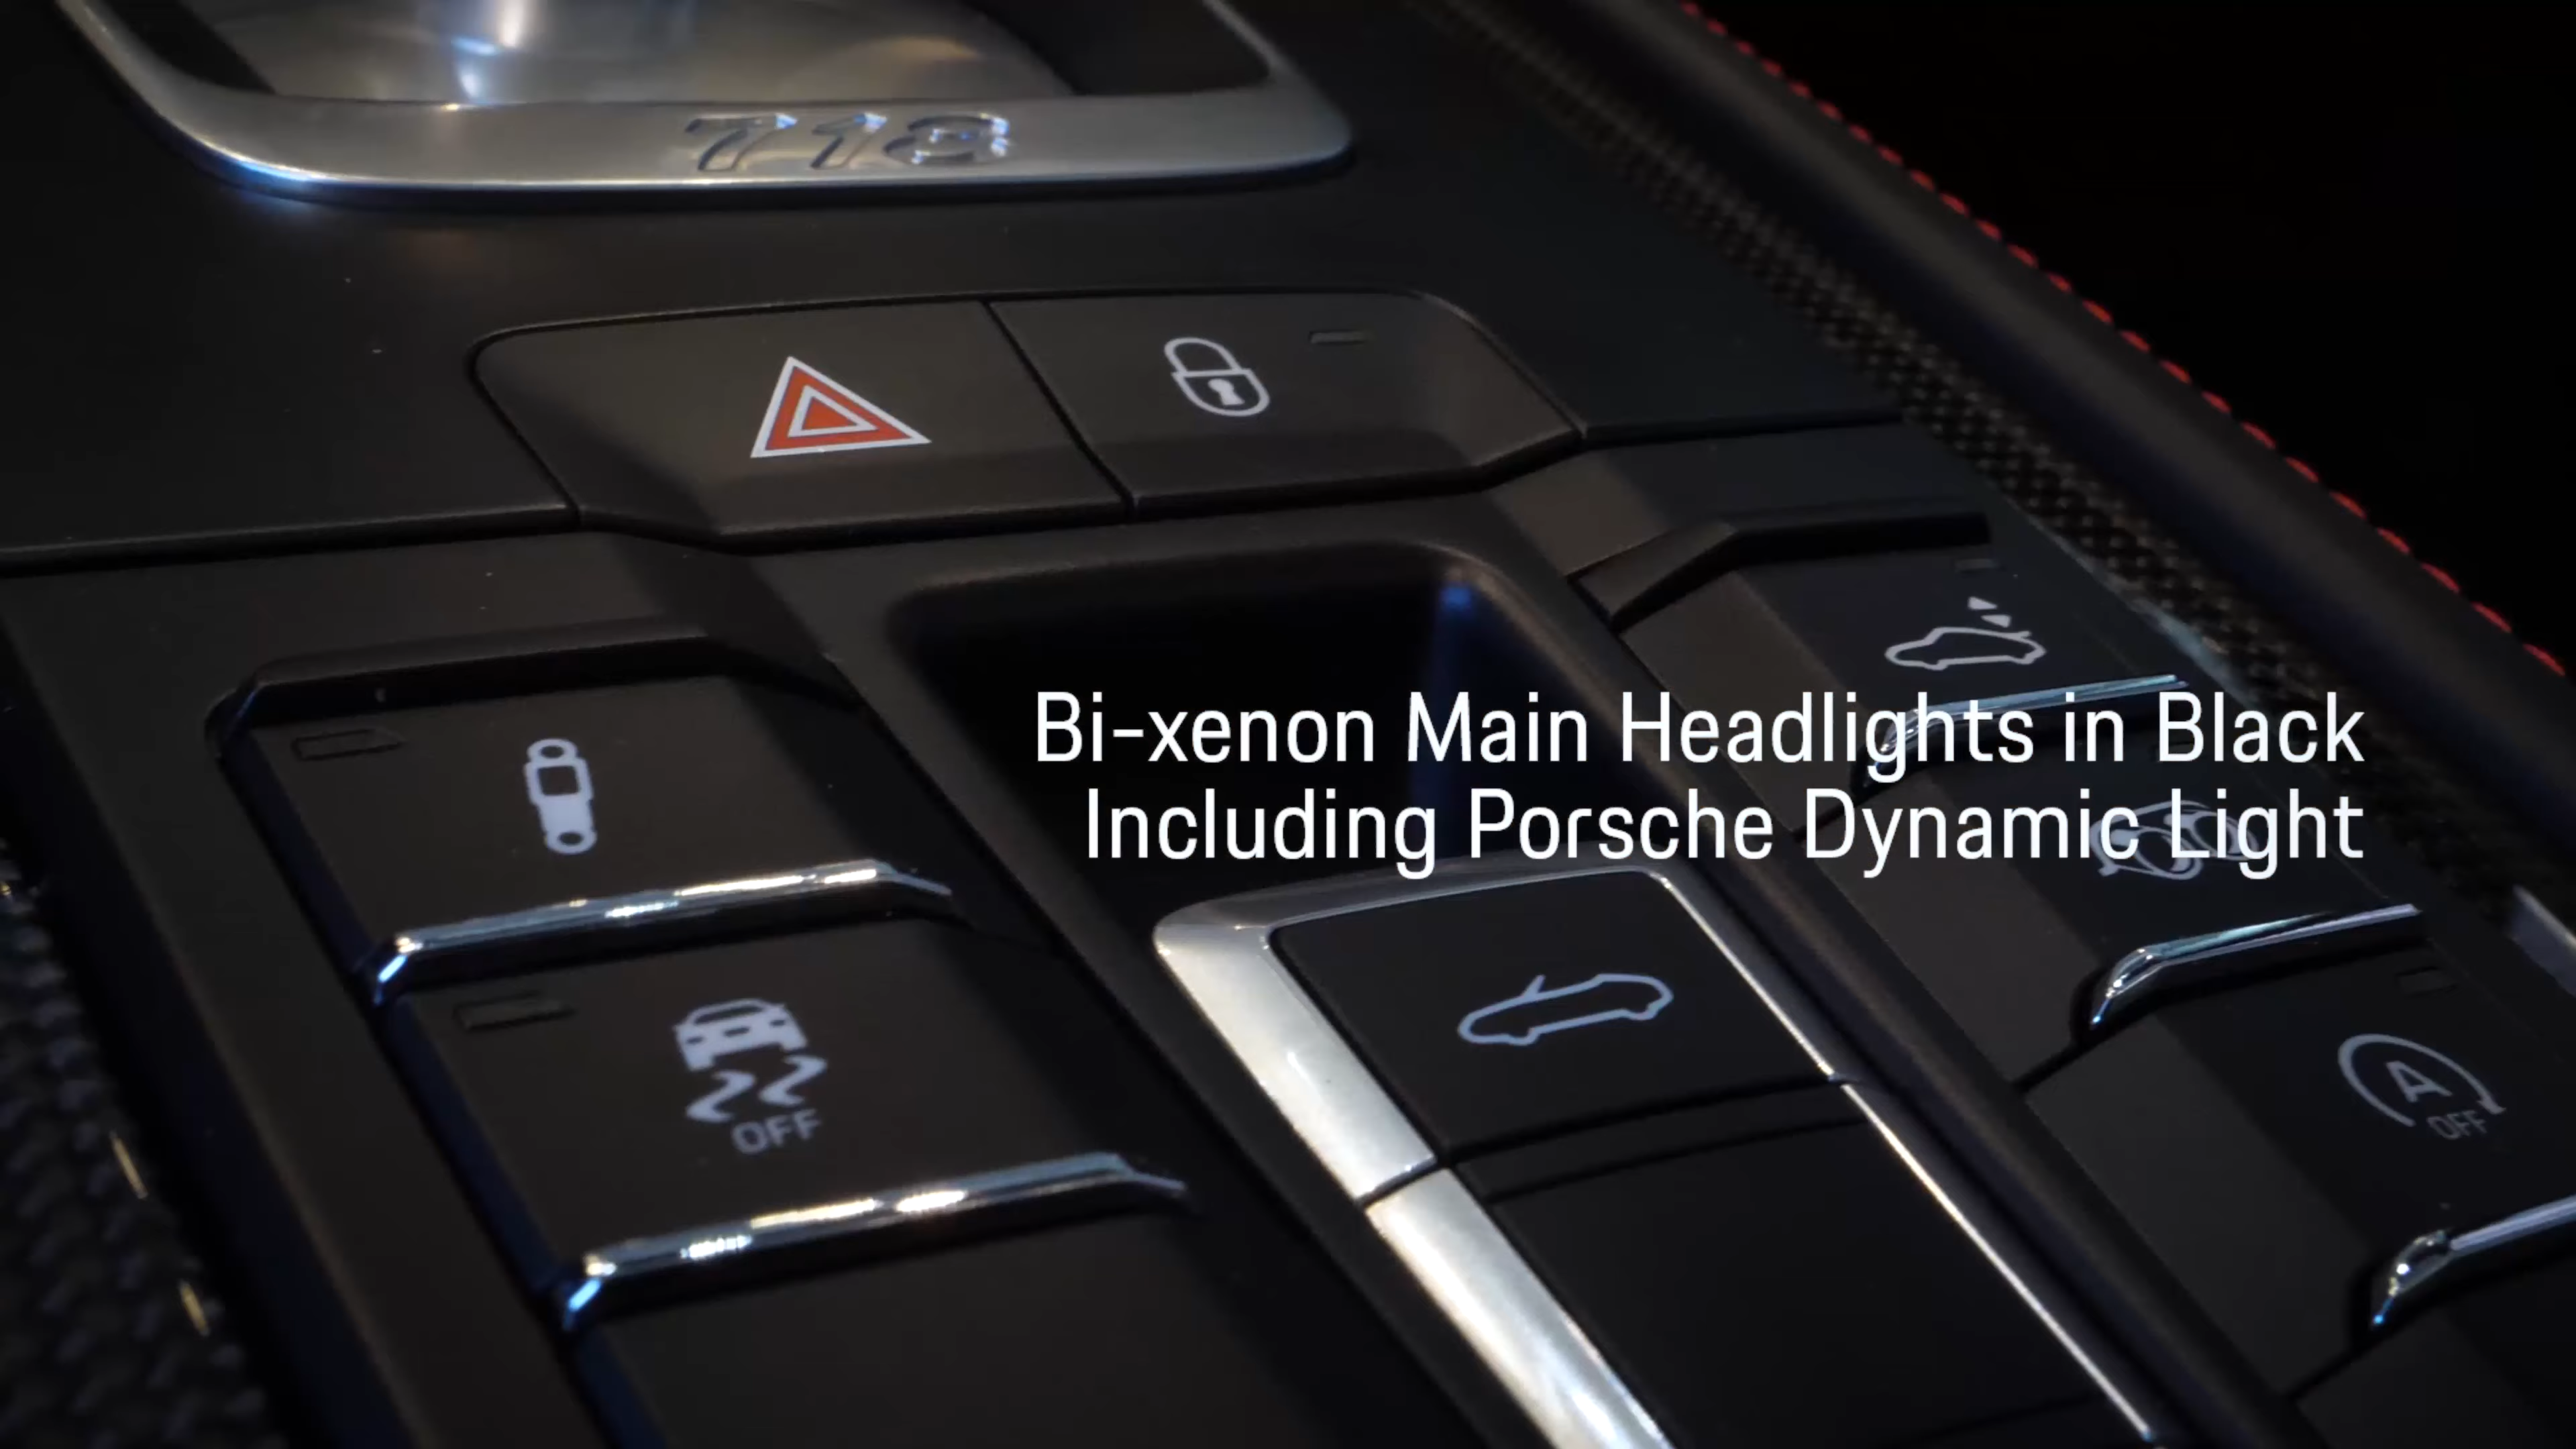 718
Bi-xenon Main Headlights in Black
Including Porsche Dynamic Light
OFF
A
OFF